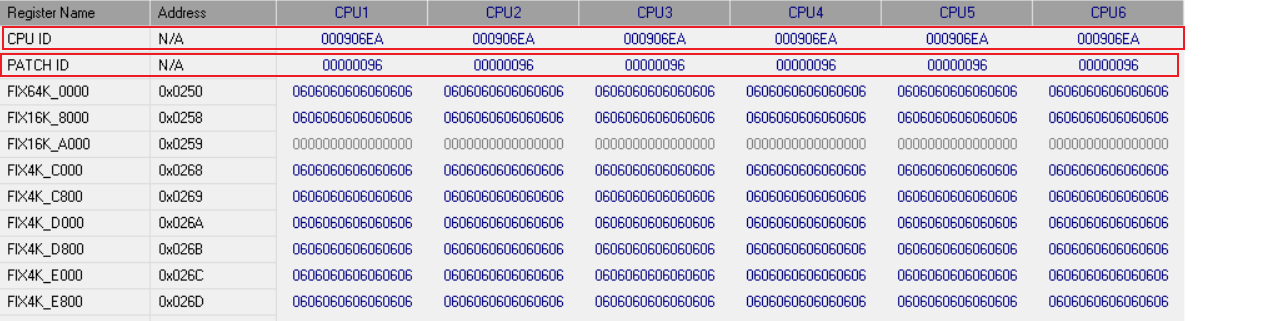 Register Name Address CPU1 CPU2 CPU3 CPU4 CPU5 CPU6
CPU ID N/A 000906EA 000906EA 000906EA 000906EA 000906EA 000906EA
PATCH ID N/A 00000096 00000096 00000096 00000096 00000096 00000096
FIX64K_0000 0x0250 0606060606060606 0606060606060606 0606060606060606 0606060606060606 0606060606060606 0606060606060606
FIX16K_8000 0x0258 0606060606060606 0606060606060606 0606060606060606 0606060606060606 0606060606060606 0606060606060606
FIX16K_A000 0x0259 0000000000000000 0000000000000000 0000000000000000 0000000000000000 0000000000000000 0000000000000000
FIX4K_C000 0x0268 0606060606060606 0606060606060606 0606060606060606 0606060606060606 0606060606060606 0606060606060606
FIX4K_C800 0x0269 0606060606060606 0606060606060606 0606060606060606 0606060606060606 0606060606060606 0606060606060606
FIX4K_D000 0x026A 0606060606060606 0606060606060606 0606060606060606 0606060606060606 0606060606060606 0606060606060606
FIX4K_D800 0x026B 0606060606060606 0606060606060606 0606060606060606 0606060606060606 0606060606060606 0606060606060606
FIX4K_E000 0x026C 0606060606060606 0606060606060606 0606060606060606 0606060606060606 0606060606060606 0606060606060606
FIX4K_E800 0x026D 0606060606060606 0606060606060606 0606060606060606 0606060606060606 0606060606060606 0606060606060606